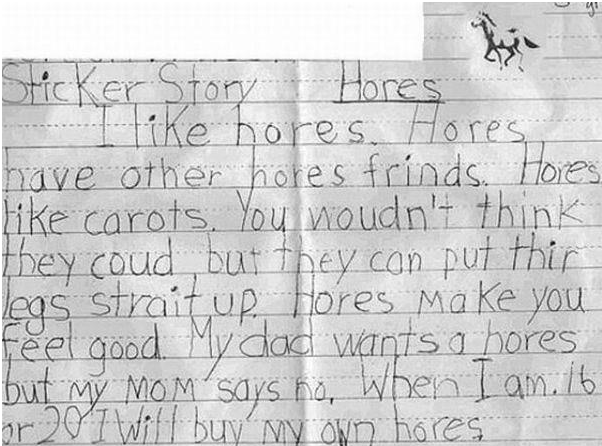 Sticker Story Hores
I like hores. Hores
have other hores frinds. Hores
like carots. You woudn't think
they coud, but they can put thir
legs strait up. Hores make you
feel good. My dad wants a hores
but my mom says no. When I am. 16
or 20 I will buy my own hores